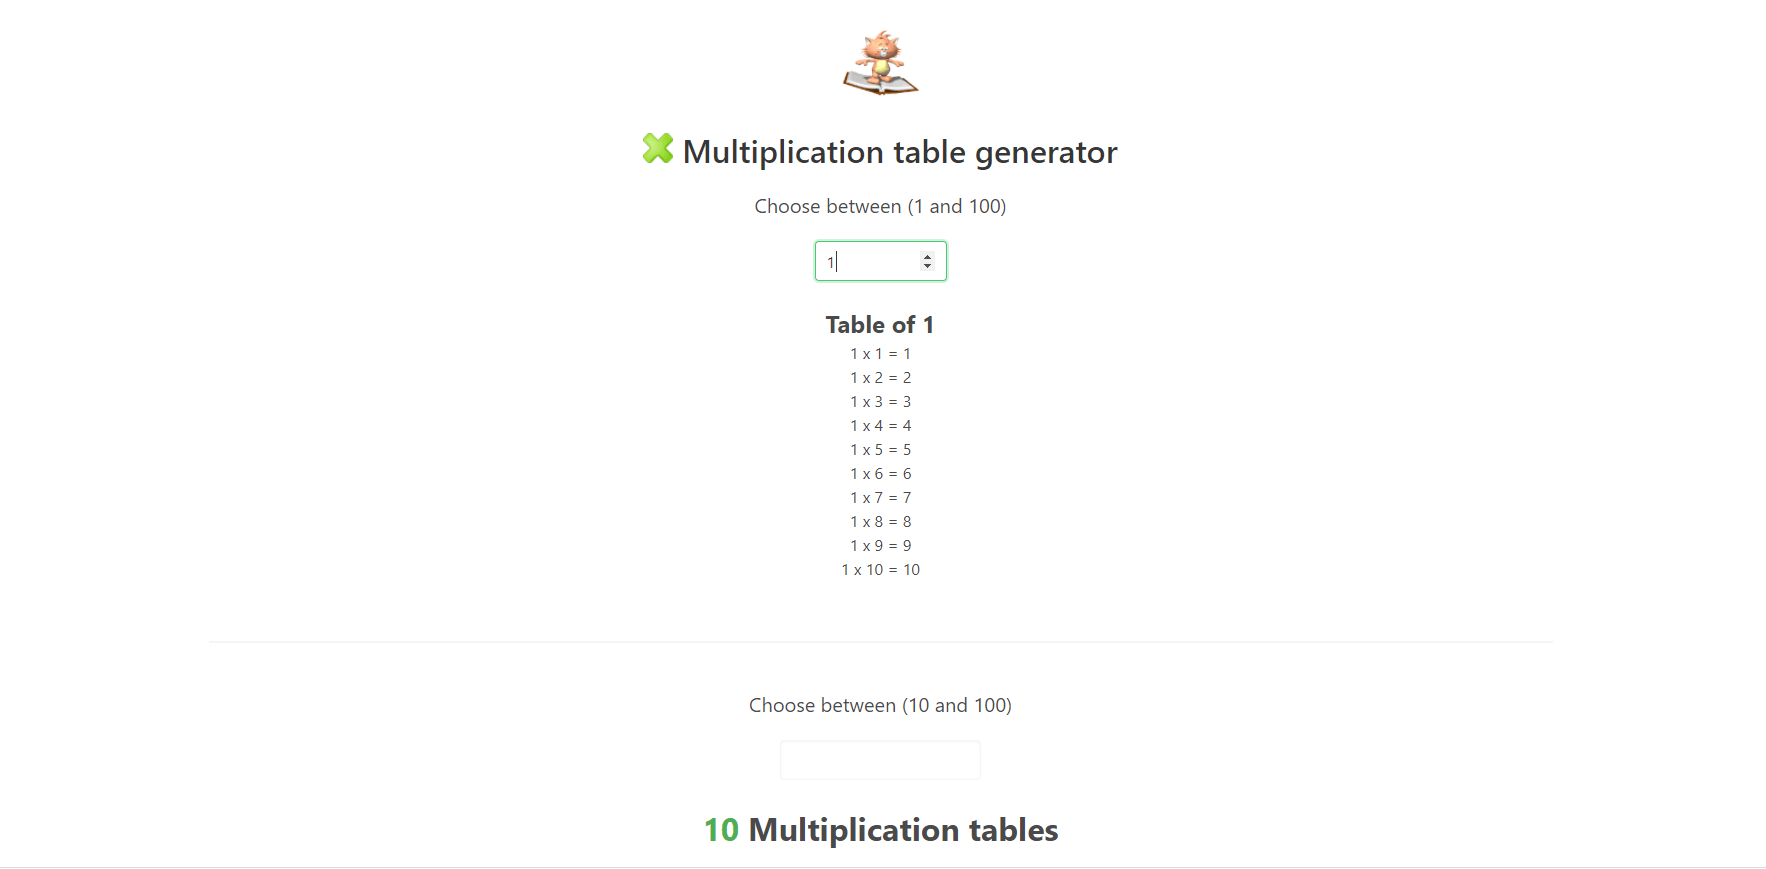 Multiplication table generator
Choose between (1 and 100)
1
Table of 1
1 x 1 = 1
1 x 2 = 2
1 x 3 = 3
1 x 4 = 4
1 x 5 = 5
1 x 6 = 6
1 x 7 = 7
1 x 8 = 8
1 x 9 = 9
1 x 10 = 10
Choose between (10 and 100)
10 Multiplication tables